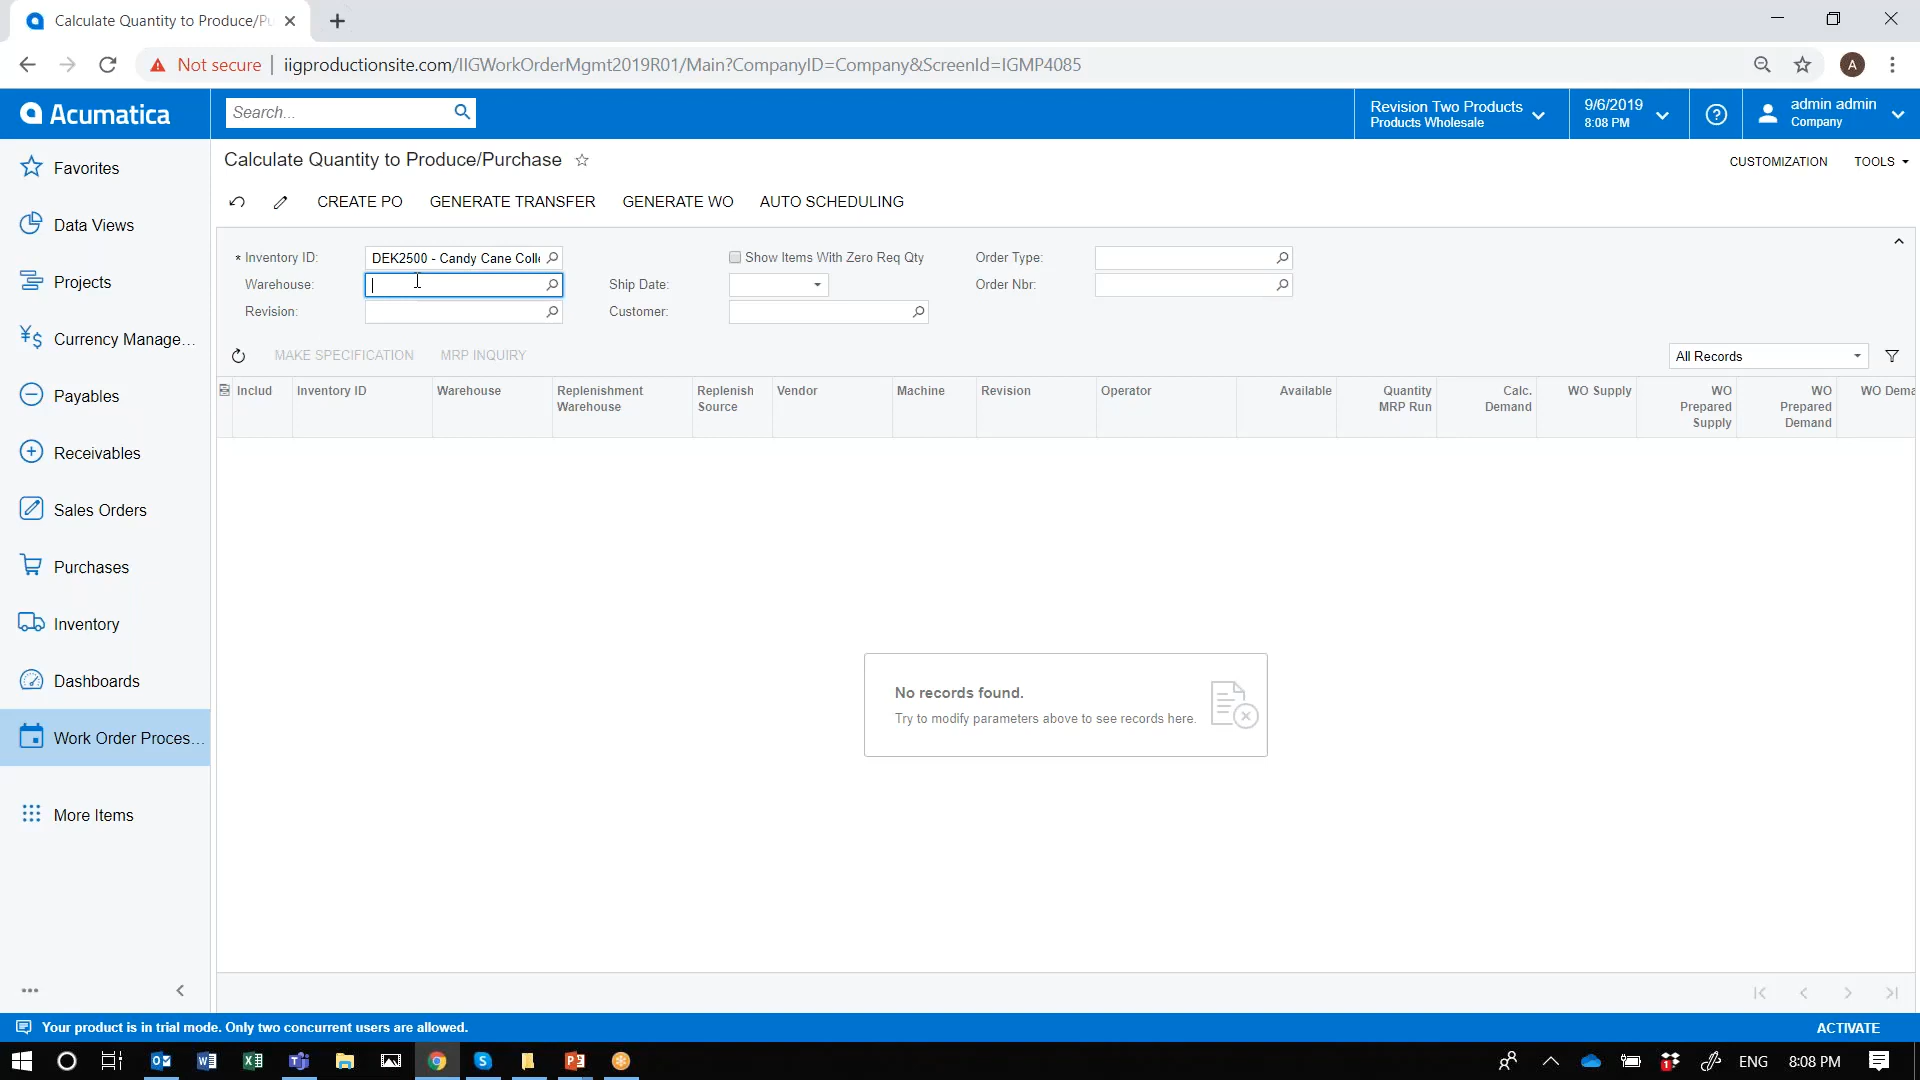 Calculate Quantity to Produce/Pu
Not secure | iigproductionsite.com/IIGWorkOrderMgmt2019R01/Main?CompanyID=Company&ScreenId=IGMP4085
A
Acumatica
Search...
Revision Two Products
Products Wholesale
9/6/2019
8:08 PM
?
admin admin
Company
Favorites
Data Views
Projects
Currency Manage...
Payables
Receivables
Sales Orders
Purchases
Inventory
Dashboards
Work Order Proces...
More Items
Calculate Quantity to Produce/Purchase
CUSTOMIZATION TOOLS
CREATE PO GENERATE TRANSFER GENERATE WO AUTO SCHEDULING
* Inventory ID: DEK2500 - Candy Cane Coll Show Items With Zero Req Qty Order Type:
Warehouse: Ship Date: Order Nbr:
Revision: Customer:
MAKE SPECIFICATION MRP INQUIRY All Records
Includ
Inventory ID
Warehouse
Replenishment
Warehouse
Replenish
Source
Vendor
Machine
Revision
Operator
Available
Quantity
MRP Run
Calc.
Demand
WO Supply
WO
Prepared
Supply
WO
Prepared
Demand
WO Dema
No records found.
Try to modify parameters above to see records here.
Your product is in trial mode. Only two concurrent users are allowed. ACTIVATE
ENG 8:08 PM